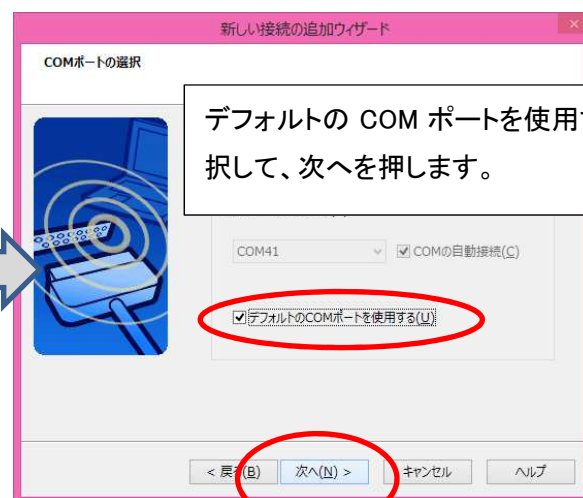 新しい接続の追加ウィザード
COMポートの選択
デフォルトの COM ポートを使用
択して、次へを押します。
COM41
COMの自動接続(C)
デフォルトのCOMポートを使用する(U)
< 戻る(B)
次へ(N) >
キャンセル
ヘルプ